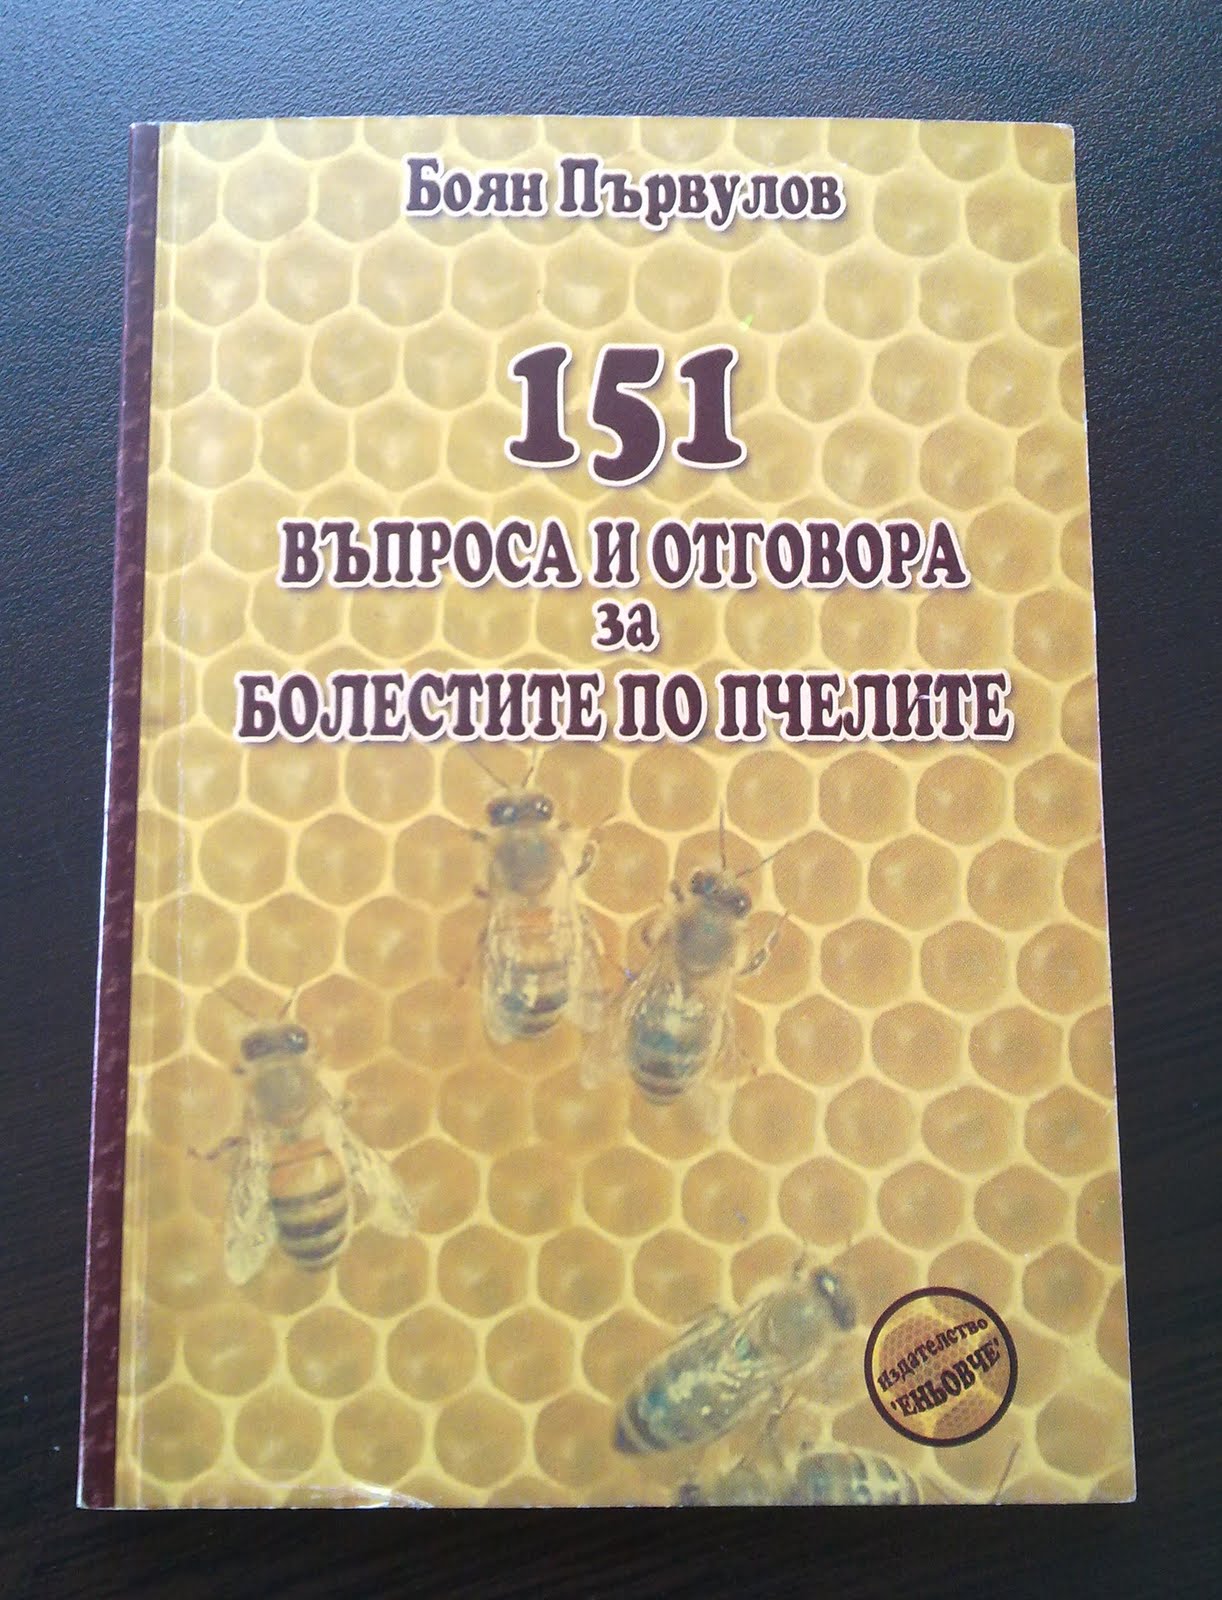 Боян Първулов
151
ВЪПРОСА И ОТГОВОРА
за
БОЛЕСТИТЕ ПО ПЧЕЛИТЕ
Издателство
'ЕНЬОВЧЕ'